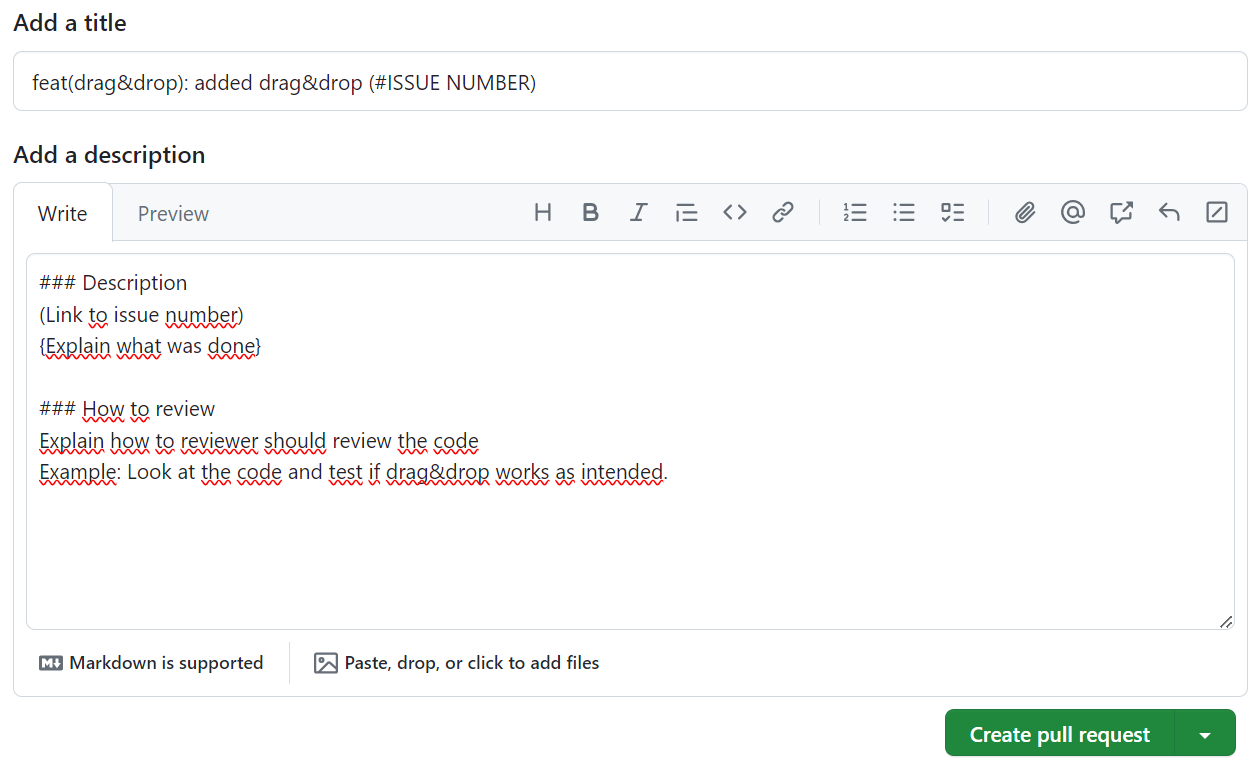 Add a title
feat(drag&drop): added drag&drop (#ISSUE NUMBER)
Add a description
Write Preview
### Description
(Link to issue number)
{Explain what was done}
### How to review
Explain how to reviewer should review the code
Example: Look at the code and test if drag&drop works as intended.
Markdown is supported Paste, drop, or click to add files
Create pull request